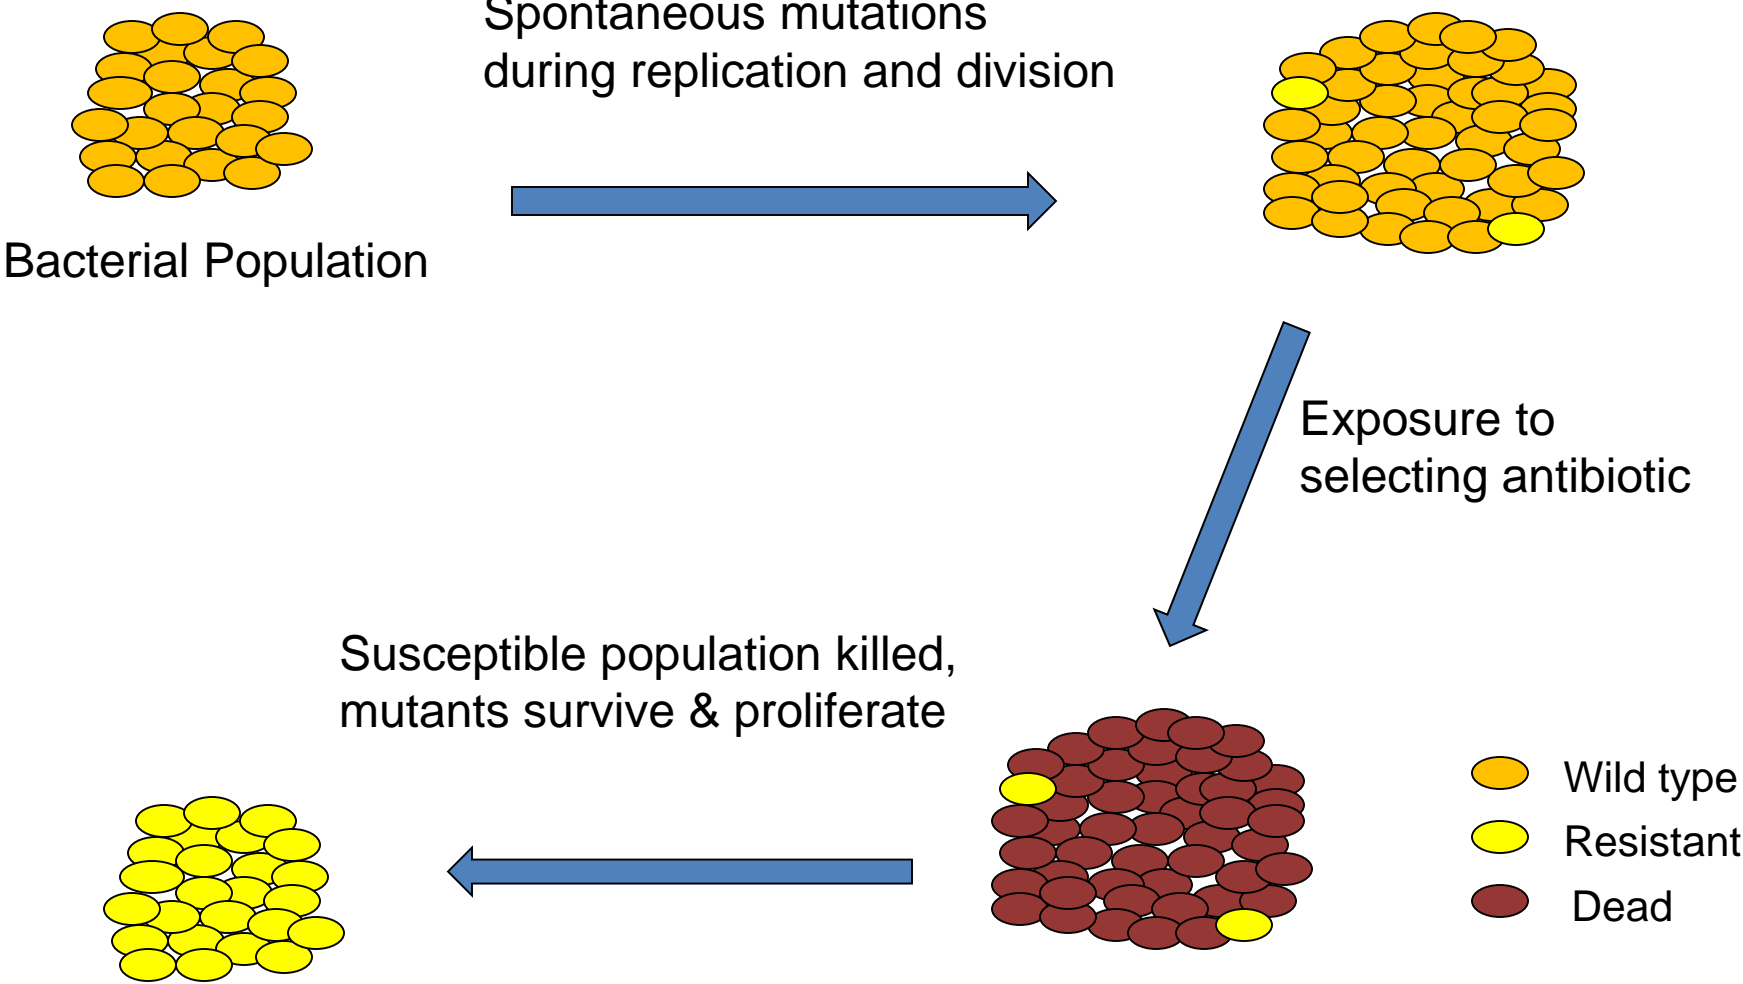 Spontaneous mutations
during replication and division
Bacterial Population
Exposure to
selecting antibiotic
Susceptible population killed,
mutants survive & proliferate
Wild type
Resistant
Dead